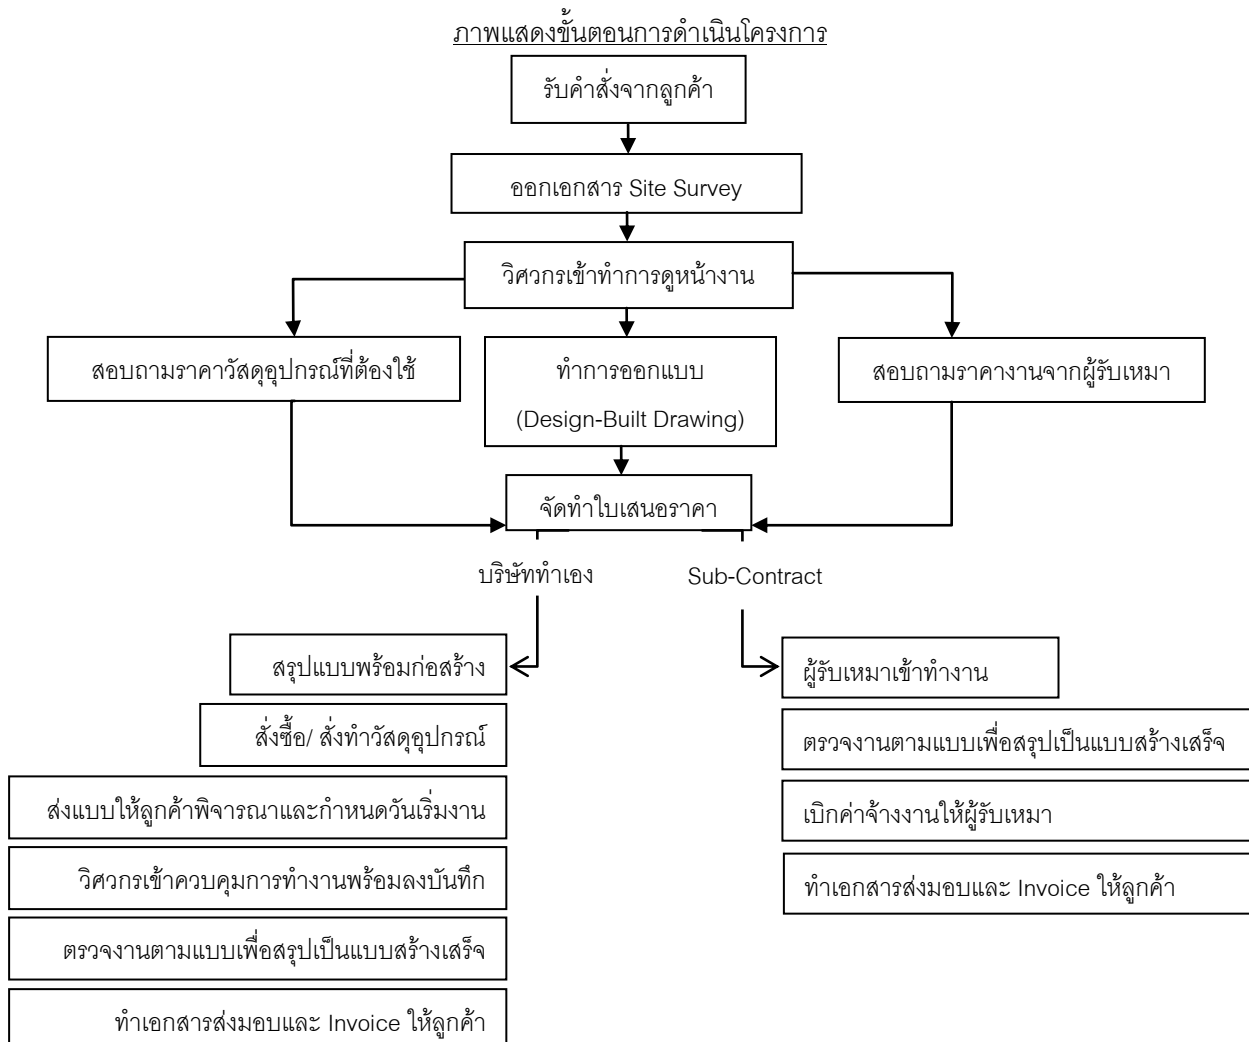 ภาพแสดงขั้นตอนการดำเนินโครงการ
รับคำสั่งจากลูกค้า
ออกเอกสาร Site Survey
วิศวกรเข้าทำการดูหน้างาน
สอบถามราคาวัสดุอุปกรณ์ที่ต้องใช้
ทำการออกแบบ
(Design-Built Drawing)
สอบถามราคางานจากผู้รับเหมา
จัดทำใบเสนอราคา
บริษัททำเอง
Sub-Contract
สรุปแบบพร้อมก่อสร้าง
สั่งซื้อ/ สั่งทำวัสดุอุปกรณ์
ส่งแบบให้ลูกค้าพิจารณาและกำหนดวันเริ่มงาน
วิศวกรเข้าควบคุมการทำงานพร้อมลงบันทึก
ตรวจงานตามแบบเพื่อสรุปเป็นแบบสร้างเสร็จ
ทำเอกสารส่งมอบและ Invoice ให้ลูกค้า
ผู้รับเหมาเข้าทำงาน
ตรวจงานตามแบบเพื่อสรุปเป็นแบบสร้างเสร็จ
เบิกค่าจ้างงานให้ผู้รับเหมา
ทำเอกสารส่งมอบและ Invoice ให้ลูกค้า